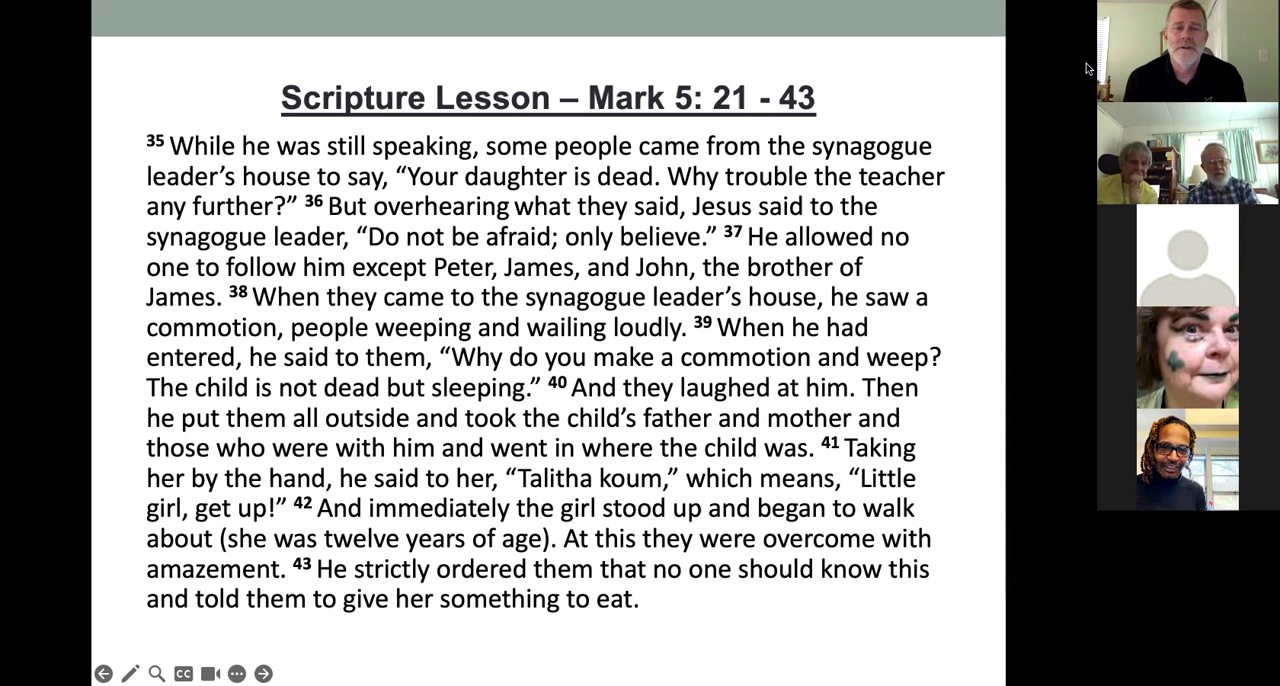 Scripture Lesson – Mark 5: 21 - 43
35 While he was still speaking, some people came from the synagogue
leader’s house to say, “Your daughter is dead. Why trouble the teacher
any further?” 36 But overhearing what they said, Jesus said to the
synagogue leader, “Do not be afraid; only believe.” 37 He allowed no
one to follow him except Peter, James, and John, the brother of
James. 38 When they came to the synagogue leader’s house, he saw a
commotion, people weeping and wailing loudly. 39 When he had
entered, he said to them, “Why do you make a commotion and weep?
The child is not dead but sleeping.” 40 And they laughed at him. Then
he put them all outside and took the child’s father and mother and
those who were with him and went in where the child was. 41 Taking
her by the hand, he said to her, “Talitha koum,” which means, “Little
girl, get up!” 42 And immediately the girl stood up and began to walk
about (she was twelve years of age). At this they were overcome with
amazement. 43 He strictly ordered them that no one should know this
and told them to give her something to eat.
CC